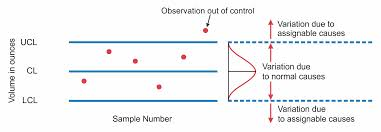 Observation out of control
Variation due to
assignable causes
UCL
Volume in ounces
CL
Variation due to
normal causes
LCL
Sample Number
Variation due
to assignable causes